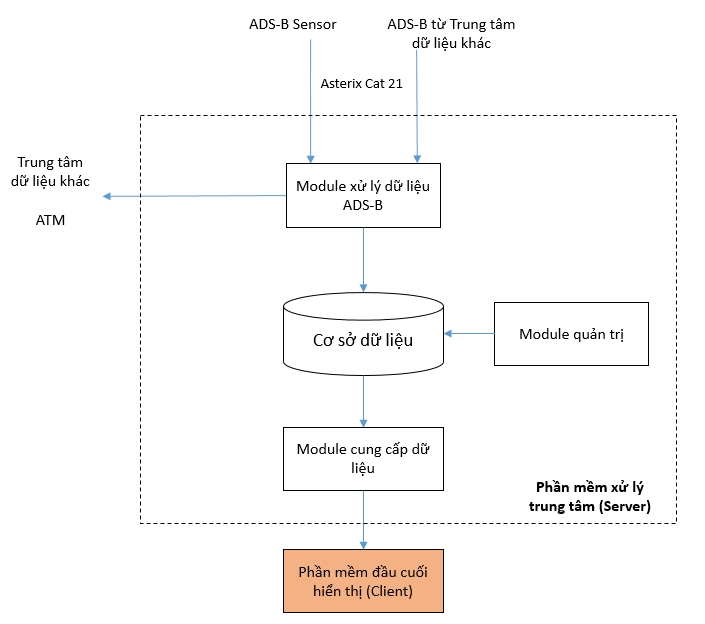 ADS-B Sensor
ADS-B từ Trung tâm
dữ liệu khác
Asterix Cat 21
Trung tâm
dữ liệu khác
ATM
Module xử lý dữ liệu
ADS-B
Cơ sở dữ liệu
Module quản trị
Module cung cấp dữ
liệu
Phần mềm xử lý
trung tâm (Server)
Phần mềm đầu cuối
hiển thị (Client)